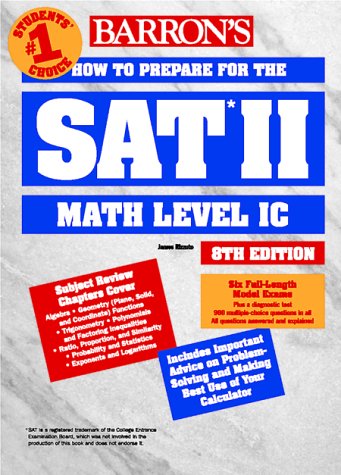 STUDENTS'
#1
CHOICE
BARRON'S
HOW TO PREPARE FOR THE
SAT*II
MATH LEVEL IC
James Rizzuto
8TH EDITION
Subject Review
Chapters Cover
Algebra • Geometry (Plane, Solid,
and Coordinate) Functions
• Trigonometry • Polynomials
and Factoring Inequalities
• Ratio, Proportion, and Similarity
• Probability and Statistics
• Exponents and Logarithms
Six Full-Length
Model Exams
Plus a diagnostic test
900 multiple-choice questions in all
All questions answered and explained
Includes Important
Advice on Problem-
Solving and Making
Best Use of Your
Calculator
*SAT is a registered trademark of the College Entrance
Examination Board, which was not involved in the
production of this book and does not endorse it.